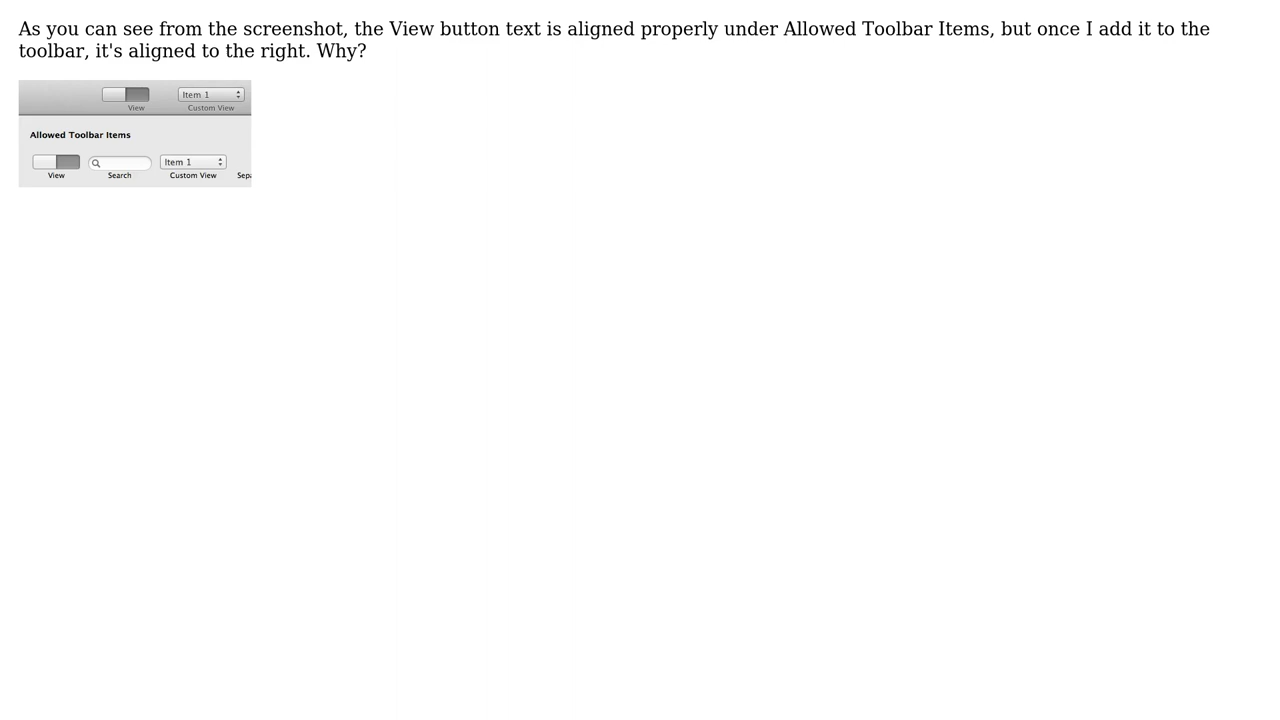 As you can see from the screenshot, the View button text is aligned properly under Allowed Toolbar Items, but once I add it to the
toolbar, it's aligned to the right. Why?
Item 1
View Custom View
Allowed Toolbar Items
Item 1
View Search Custom View Sepa